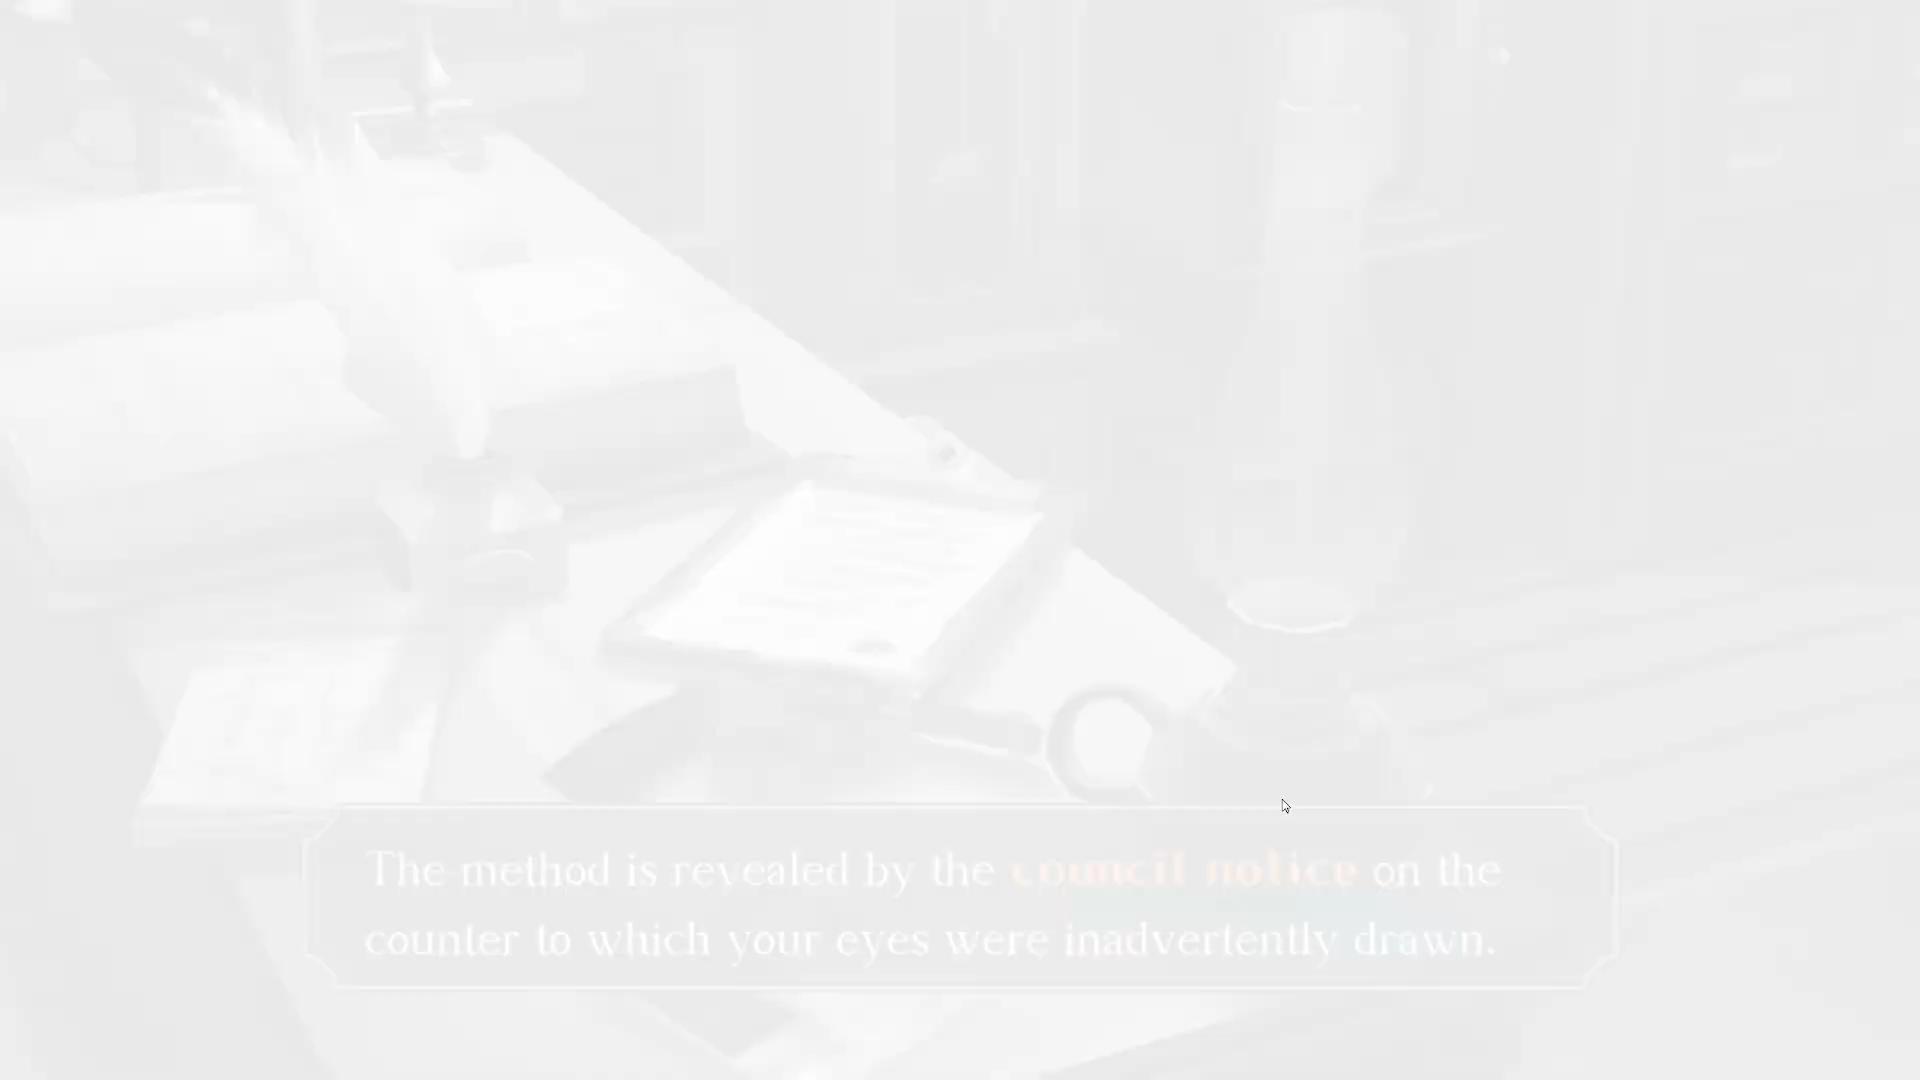 The method is revealed by the council notice on the
counter to which your eyes were inadvertently drawn.